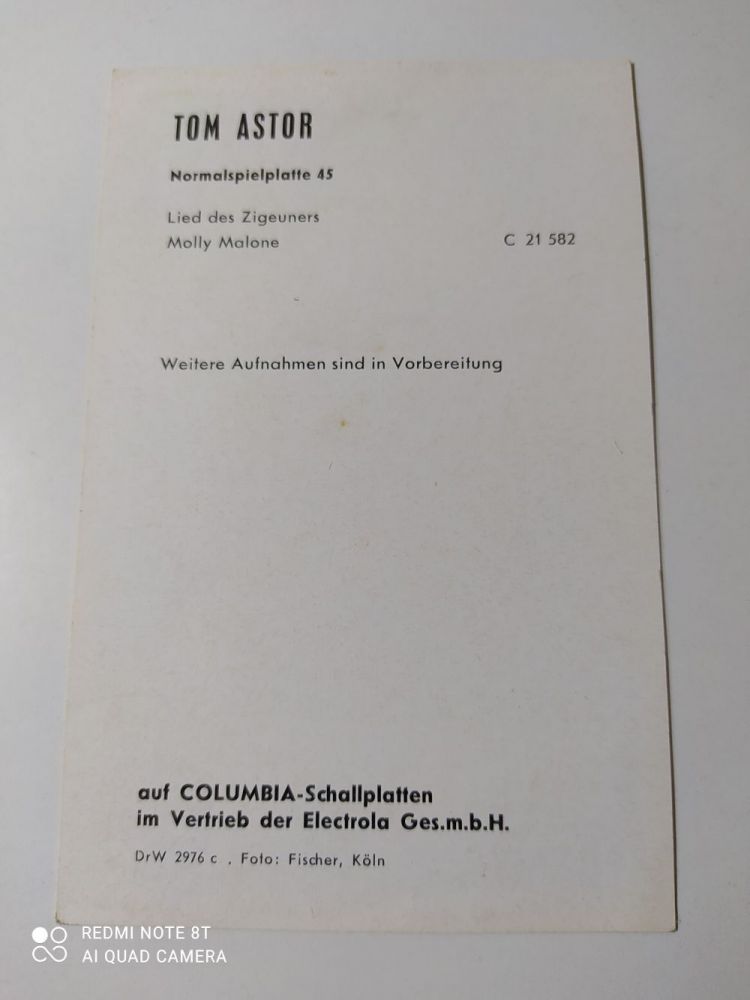 TOM ASTOR
Normalspielplatte 45
Lied des Zigeuners
Molly Malone C 21 582
Weitere Aufnahmen sind in Vorbereitung
auf COLUMBIA-Schallplatten
im Vertrieb der Electrola Ges.m.b.H.
DrW 2976 c . Foto: Fischer, Köln
REDMI NOTE 8T
AI QUAD CAMERA